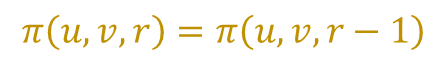 π(u, v, r) = π(u, v, r − 1)